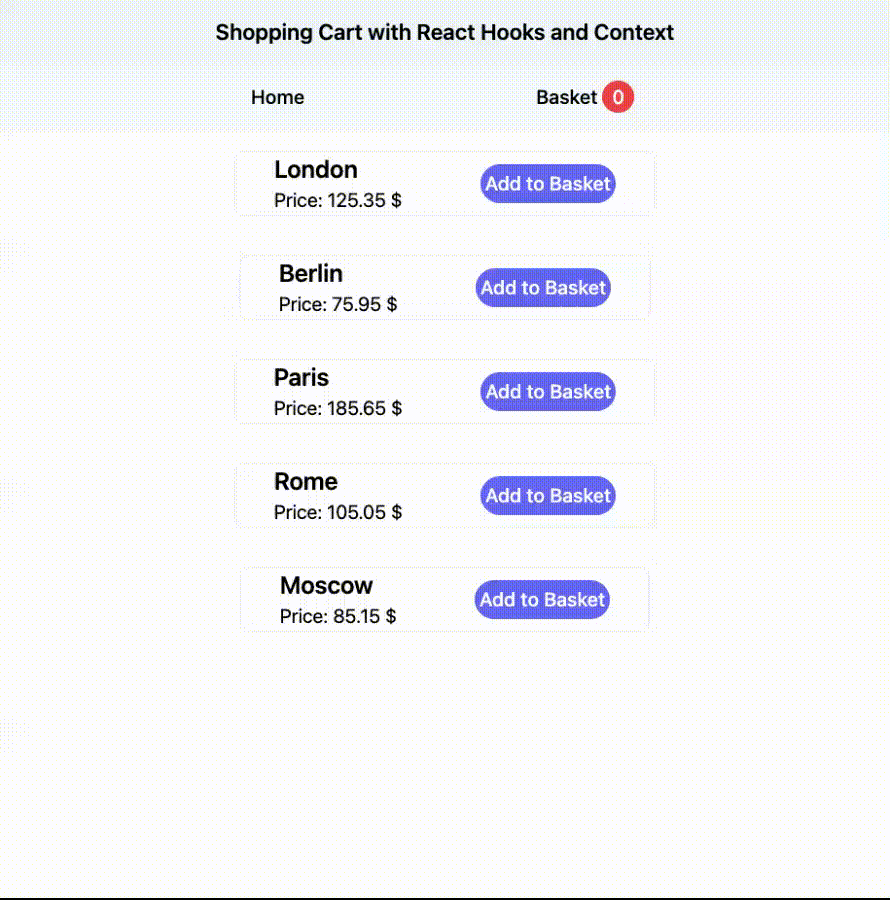 Shopping Cart with React Hooks and Context
Home
Basket 0
London
Price: 125.35 $
Add to Basket
Berlin
Price: 75.95 $
Add to Basket
Paris
Price: 185.65 $
Add to Basket
Rome
Price: 105.05 $
Add to Basket
Moscow
Price: 85.15 $
Add to Basket